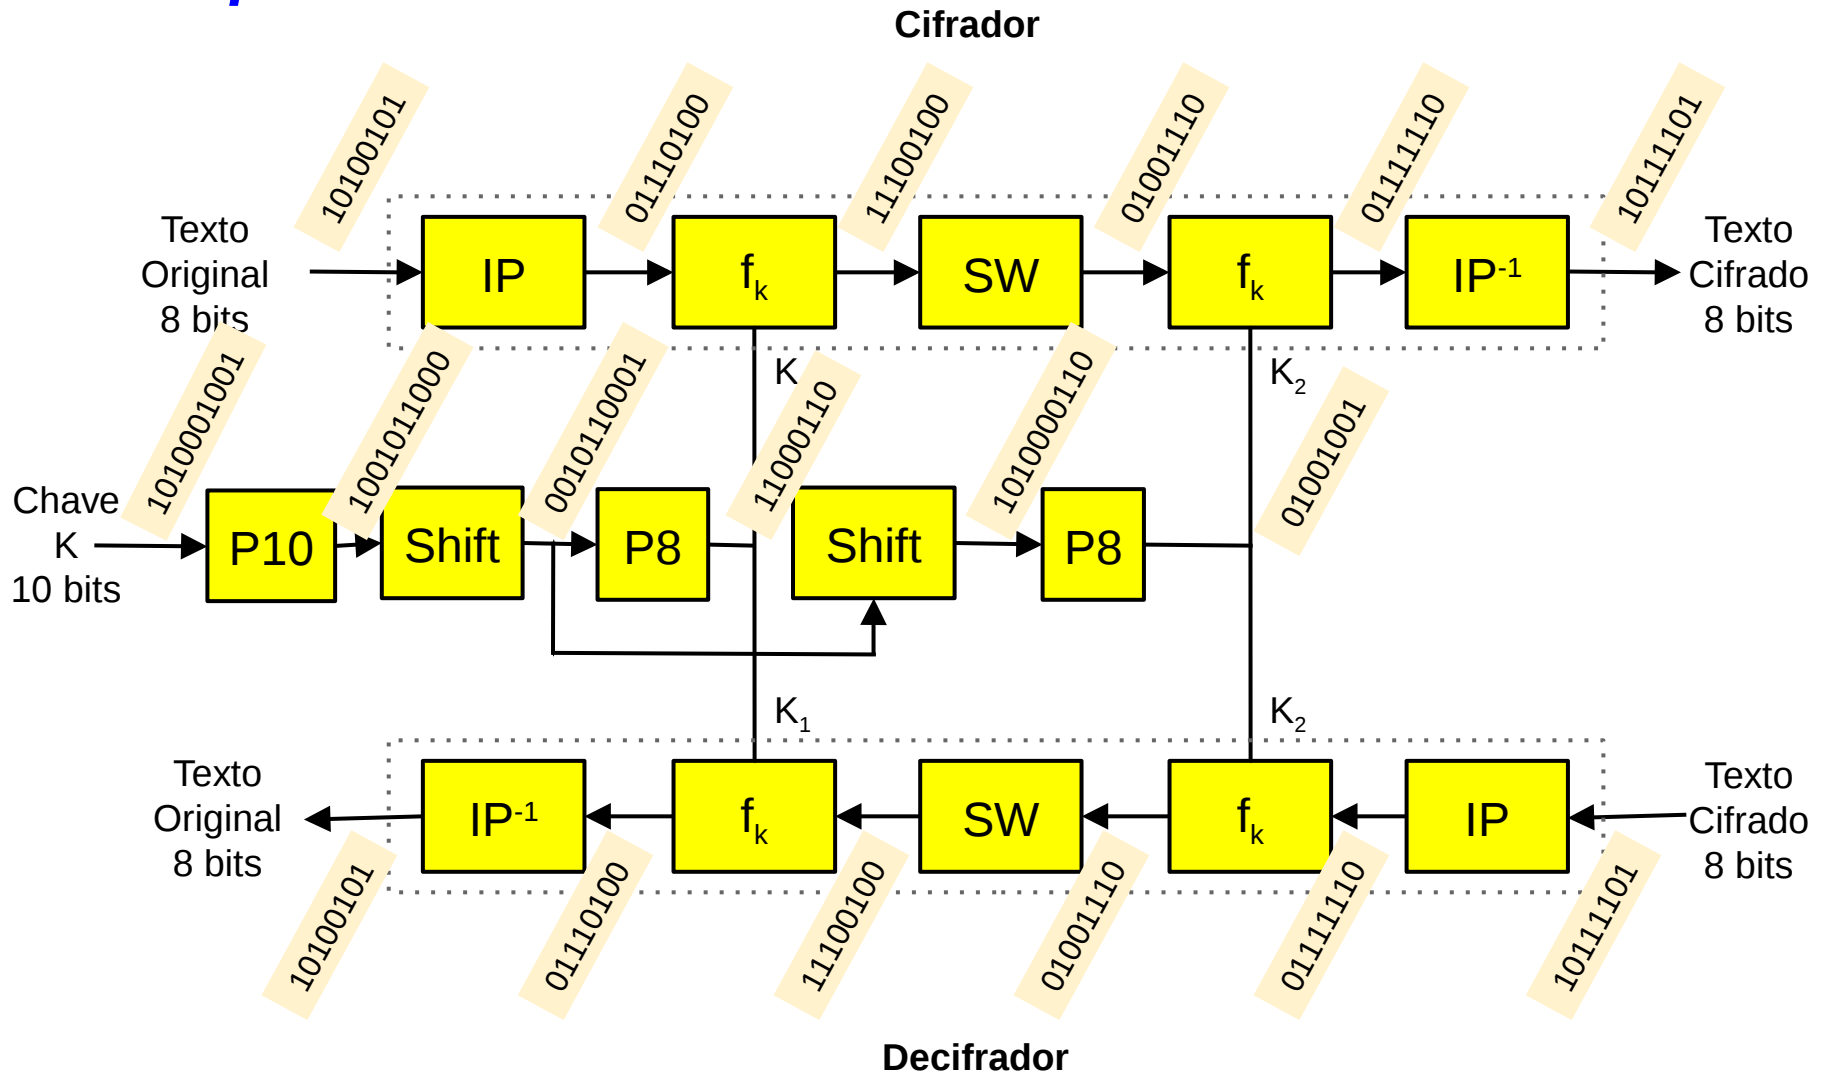 Cifrador
10100101
01110100
11100100
01001110
01111110
10111101
Texto
Original
8 bits
IP
fk
SW
fk
IP-1
Texto
Cifrado
8 bits
K
K2
1010001001
1001011000
0010110001
11000110
1010000110
01001001
Chave
K
10 bits
P10
Shift
P8
Shift
P8
K1
K2
Texto
Original
8 bits
IP-1
fk
SW
fk
IP
Texto
Cifrado
8 bits
10100101
01110100
11100100
01001110
01111110
10111101
Decifrador